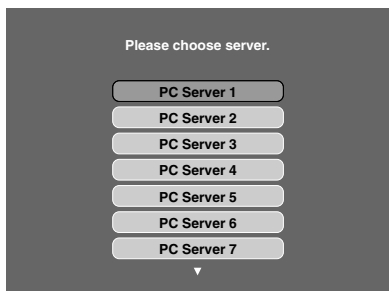 Please choose server.
PC Server 1
PC Server 2
PC Server 3
PC Server 4
PC Server 5
PC Server 6
PC Server 7